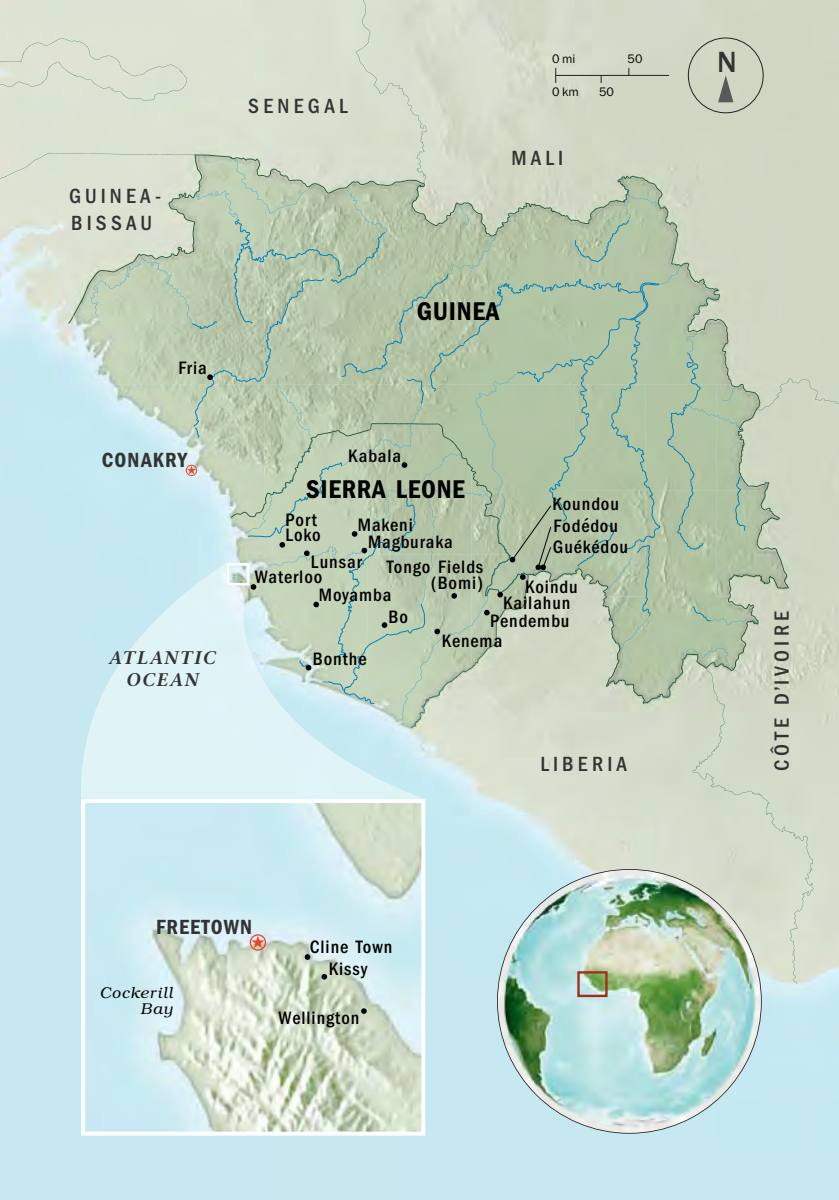 0 mi 50
0 km 50
N
SENEGAL
MALI
GUINEA-
BISSAU
GUINEA
Fria
CONAKRY
Kabala
SIERRA LEONE
Koundou
Fodédou
Guékédou
Port
Loko
Makeni
Magburaka
Lunsar
Tongo Fields
(Bomi)
Waterloo
Koindu
Kailahun
Moyamba
Pendembu
Bo
Kenema
Bonthe
ATLANTIC
OCEAN
CÔTE D'IVOIRE
LIBERIA
FREETOWN
Cline Town
Kissy
Cockerill
Bay
Wellington